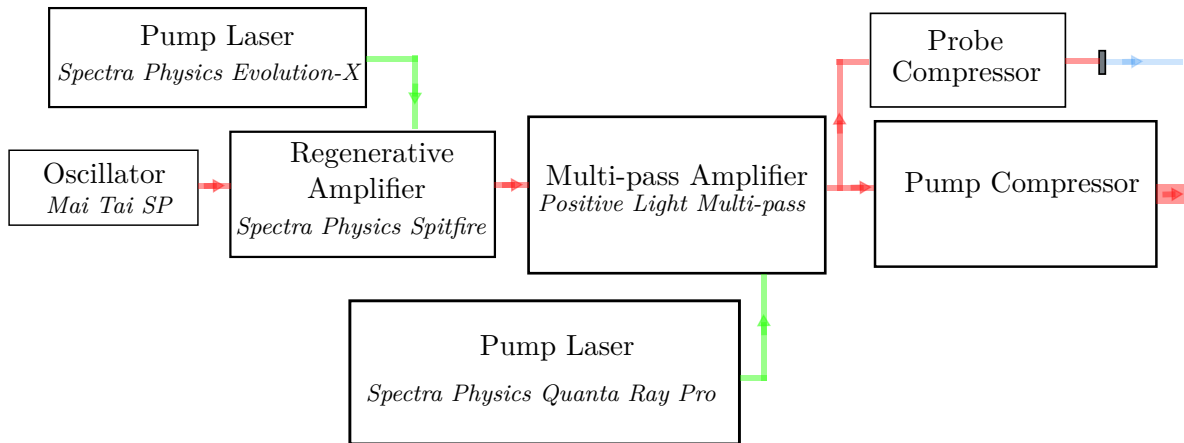 Pump Laser
Spectra Physics Evolution-X
Probe
Compressor
Oscillator
Mai Tai SP
Regenerative
Amplifier
Spectra Physics Spitfire
Multi-pass Amplifier
Positive Light Multi-pass
Pump Compressor
Pump Laser
Spectra Physics Quanta Ray Pro